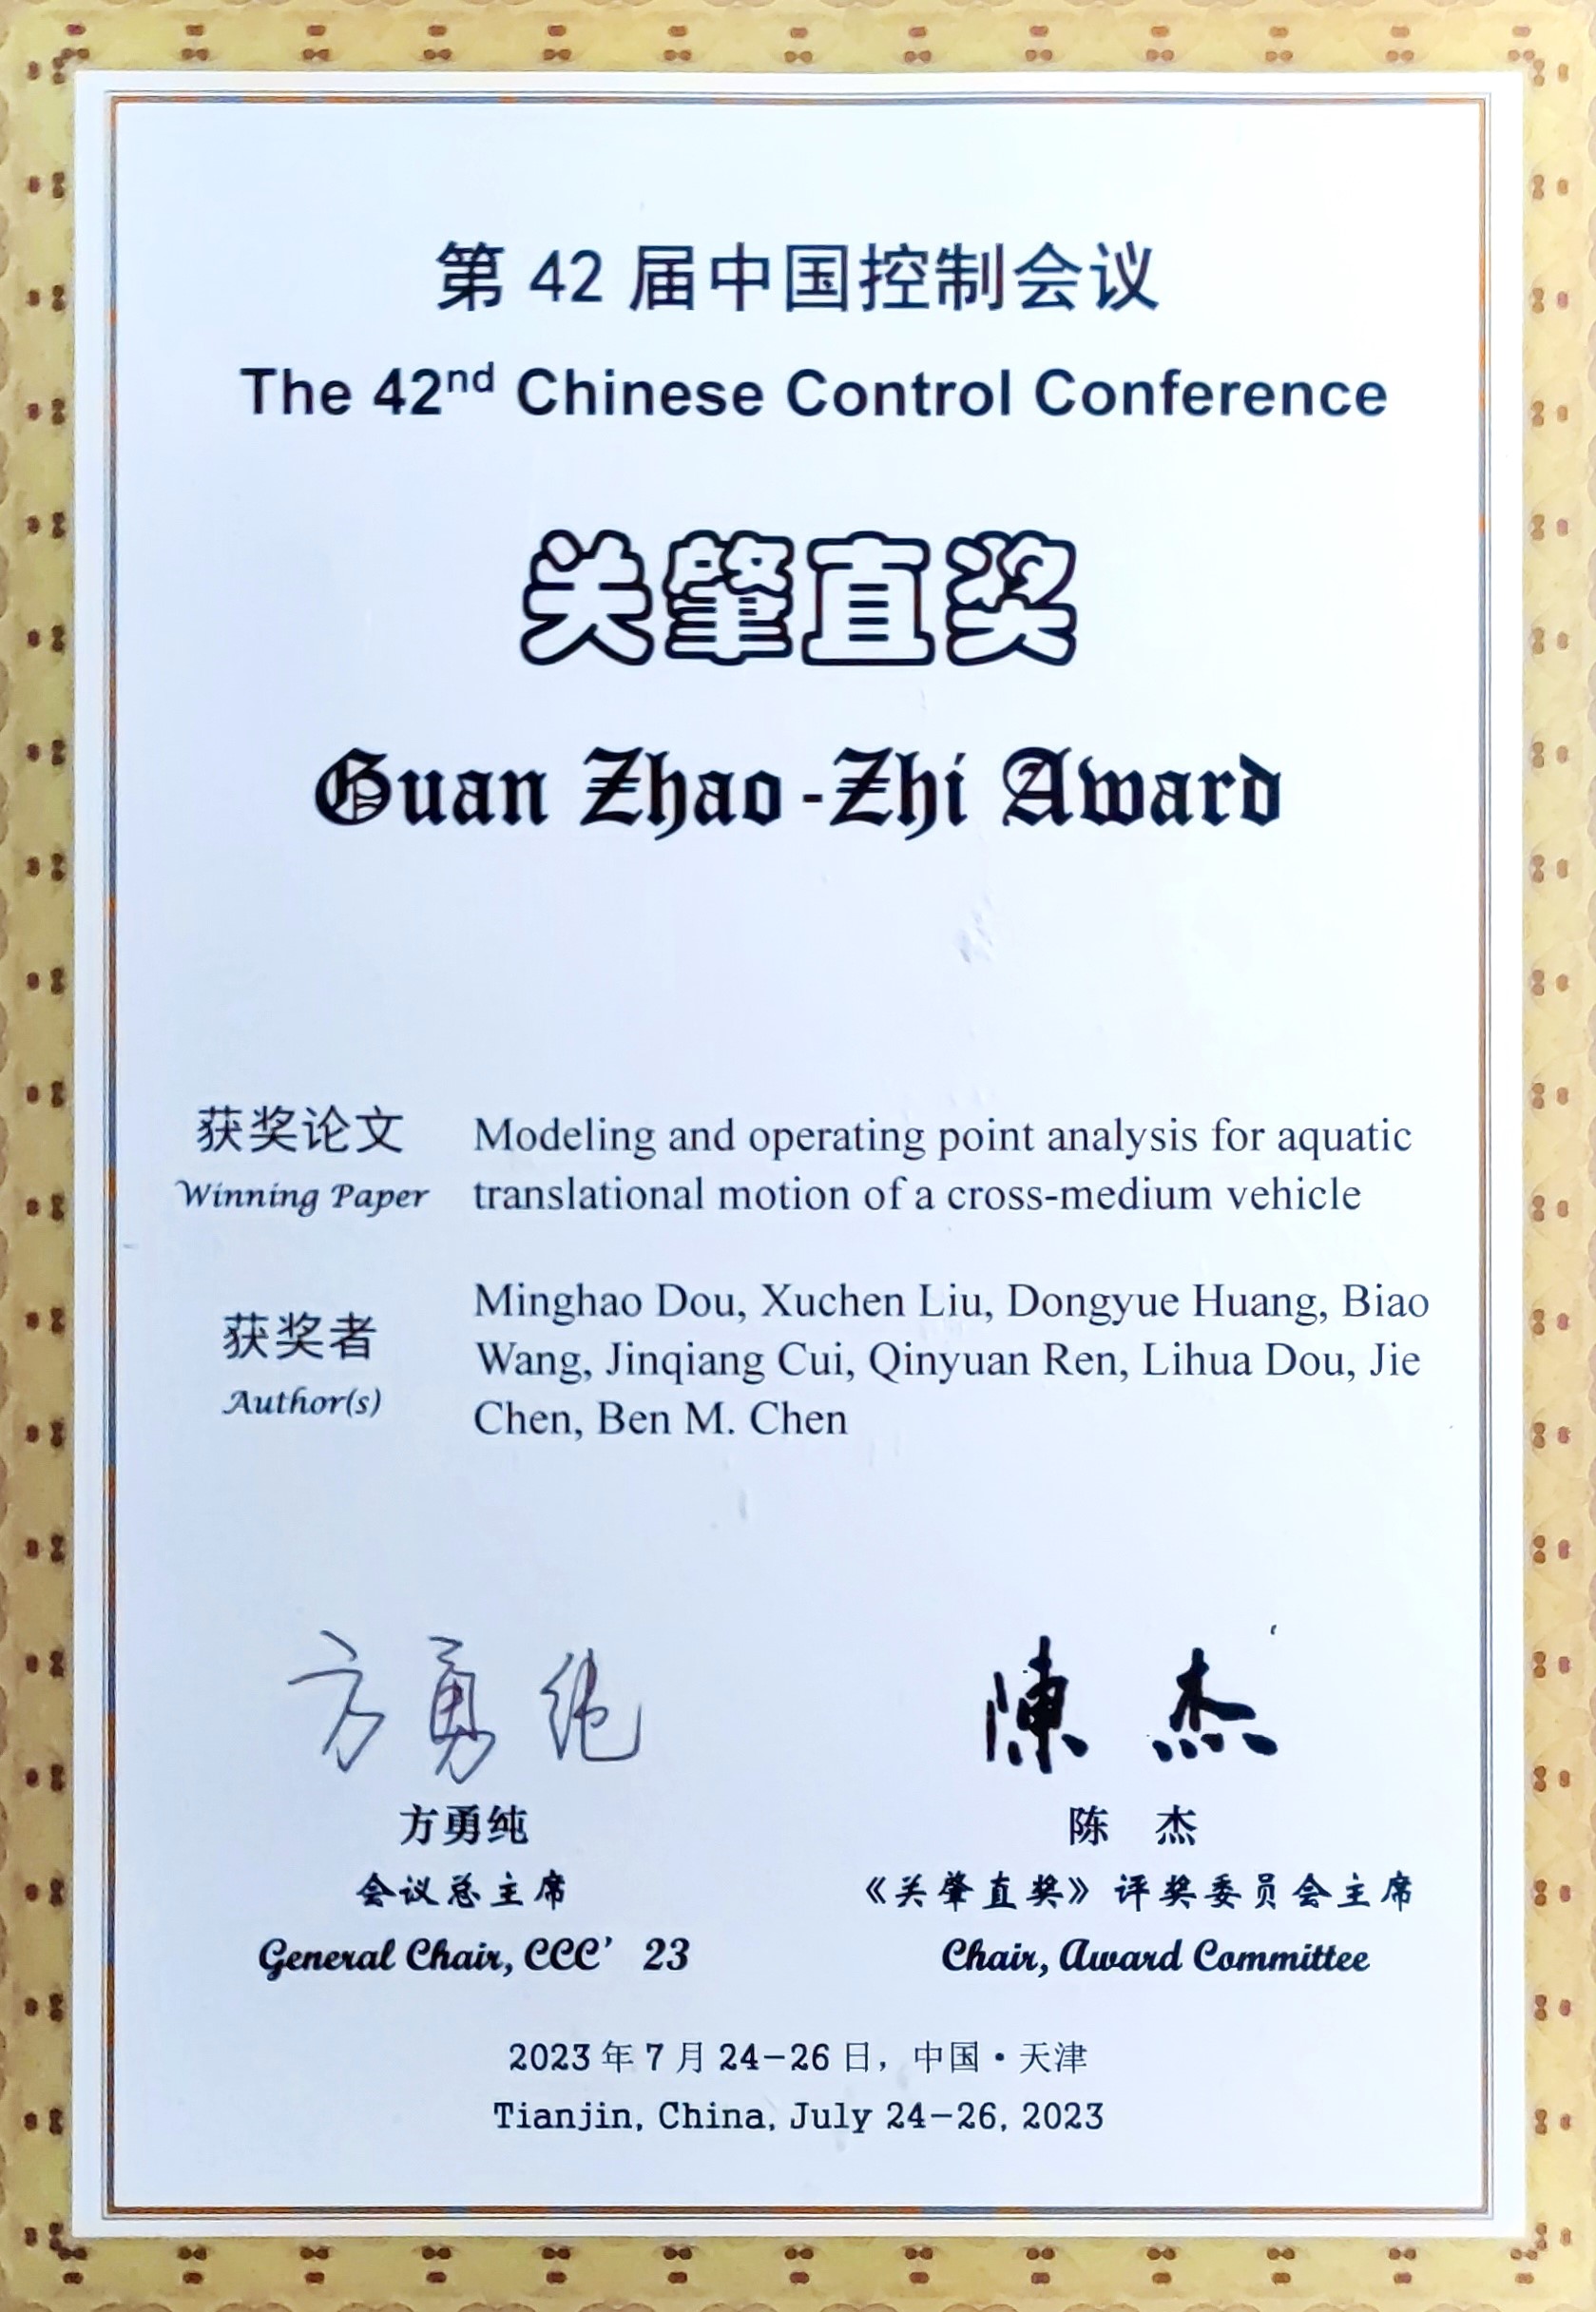 第 42 届中国控制会议
The 42nd Chinese Control Conference
关肇直奖
Guan Zhao-Zhi Award
获奖论文
Winning Paper
Modeling and operating point analysis for aquatic
translational motion of a cross-medium vehicle
获奖者
Author(s)
Minghao Dou, Xuchen Liu, Dongyue Huang, Biao
Wang, Jinqiang Cui, Qinyuan Ren, Lihua Dou, Jie
Chen, Ben M. Chen
方勇纯
陳杰
方勇纯
陈 杰
会议总主席
《关肇直奖》评奖委员会主席
General Chair, CCC’ 23
Chair, Award Committee
2023 年 7 月 24-26 日，中国·天津
Tianjin, China, July 24-26, 2023